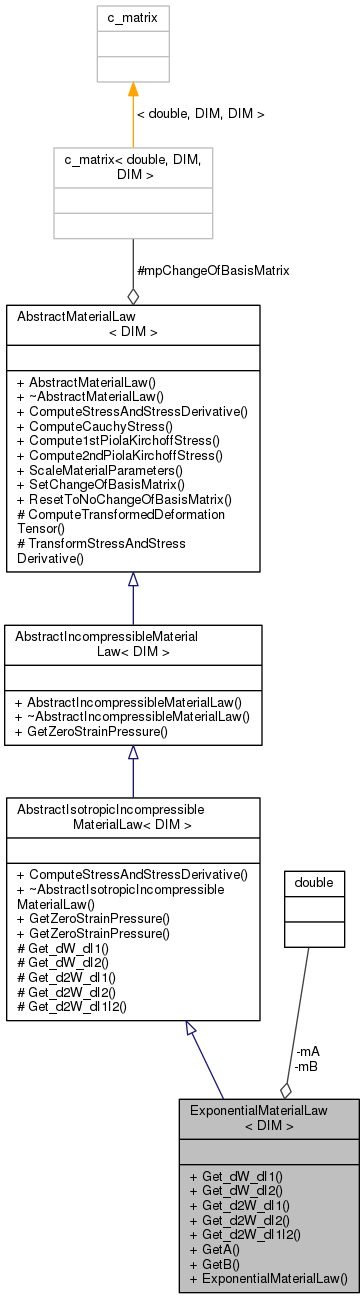 c_matrix
< double, DIM, DIM >
c_matrix< double, DIM,
DIM >
#mpChangeOfBasisMatrix
AbstractMaterialLaw
< DIM >
+ AbstractMaterialLaw()
+ ~AbstractMaterialLaw()
+ ComputeStressAndStressDerivative()
+ ComputeCauchyStress()
+ Compute1stPiolaKirchoffStress()
+ Compute2ndPiolaKirchoffStress()
+ ScaleMaterialParameters()
+ SetChangeOfBasisMatrix()
+ ResetToNoChangeOfBasisMatrix()
# ComputeTransformedDeformation
Tensor()
# TransformStressAndStress
Derivative()
AbstractIncompressibleMaterial
Law< DIM >
+ AbstractIncompressibleMaterialLaw()
+ ~AbstractIncompressibleMaterialLaw()
+ GetZeroStrainPressure()
AbstractIsotropicIncompressible
MaterialLaw< DIM >
+ ComputeStressAndStressDerivative()
+ ~AbstractIsotropicIncompressible
MaterialLaw()
+ GetZeroStrainPressure()
+ GetZeroStrainPressure()
# Get_dW_dI1()
# Get_dW_dI2()
# Get_d2W_dI1()
# Get_d2W_dI2()
# Get_d2W_dI1I2()
double
-mA
-mB
ExponentialMaterialLaw
< DIM >
+ Get_dW_dI1()
+ Get_dW_dI2()
+ Get_d2W_dI1()
+ Get_d2W_dI2()
+ Get_d2W_dI1I2()
+ GetA()
+ GetB()
+ ExponentialMaterialLaw()